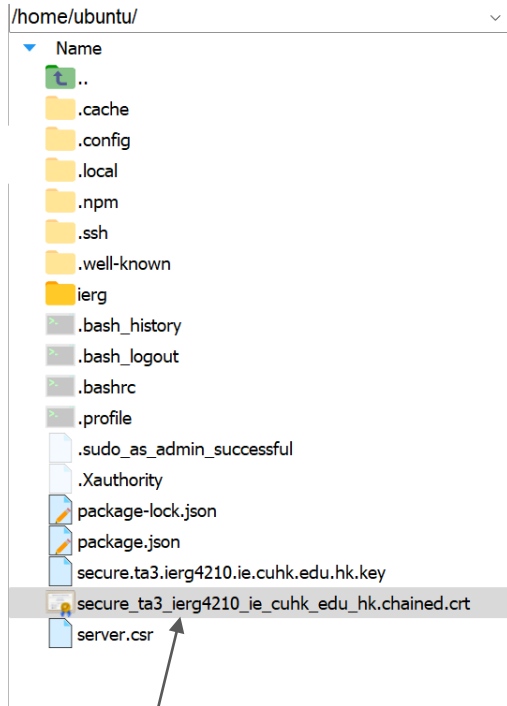 /home/ubuntu/
Name
..
.cache
.config
.local
.npm
.ssh
.well-known
ierg
.bash_history
.bash_logout
.bashrc
.profile
.sudo_as_admin_successful
.Xauthority
package-lock.json
package.json
secure.ta3.ierg4210.ie.cuhk.edu.hk.key
secure_ta3_ierg4210_ie_cuhk_edu_hk.chained.crt
server.csr